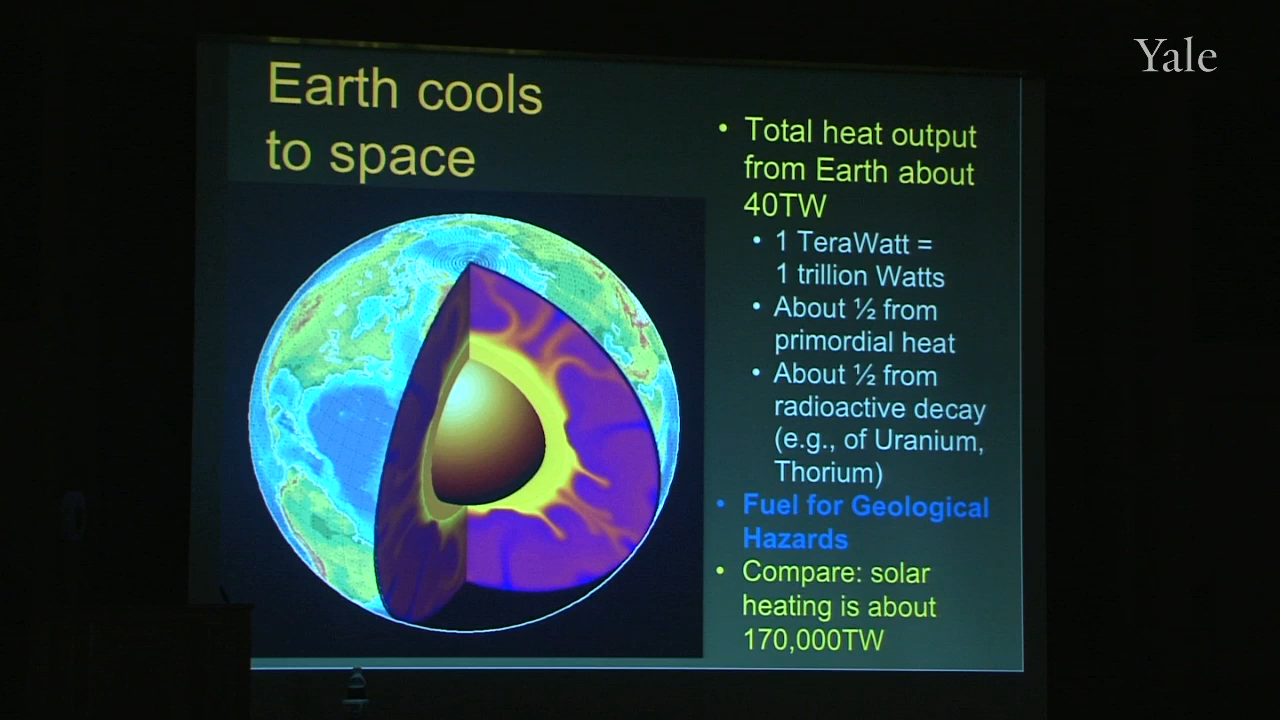 Yale
Earth cools
to space
• Total heat output
from Earth about
40TW
• 1 TeraWatt =
1 trillion Watts
• About ½ from
primordial heat
• About ½ from
radioactive decay
(e.g., of Uranium,
Thorium)
• Fuel for Geological
Hazards
• Compare: solar
heating is about
170,000TW